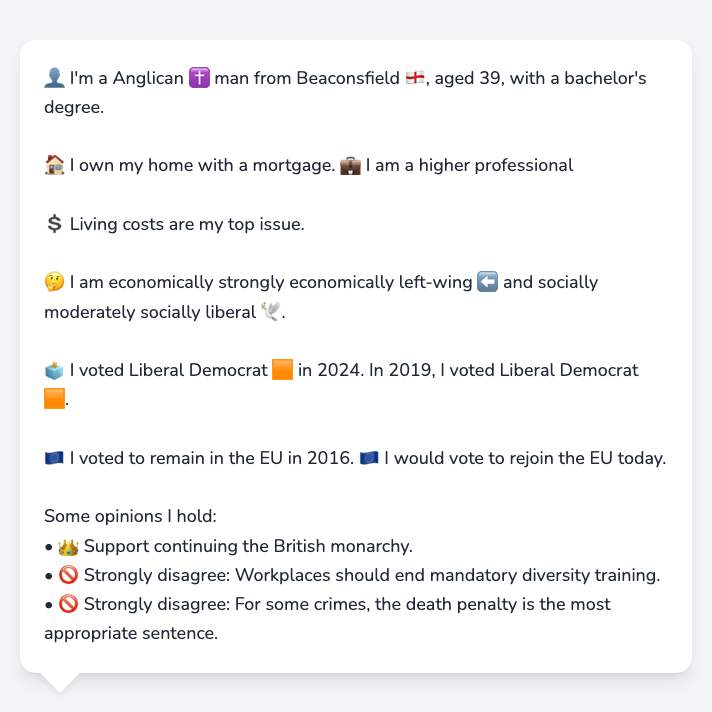 👤 I'm a Anglican ✝️ man from Beaconsfield 🏴󠁧󠁢󠁥󠁮󠁧󠁿, aged 39, with a bachelor's
degree.
🏠 I own my home with a mortgage. 💼 I am a higher professional
💲 Living costs are my top issue.
🤔 I am economically strongly economically left-wing ⬅️ and socially
moderately socially liberal 🕊️.
🗳️ I voted Liberal Democrat 🟧 in 2024. In 2019, I voted Liberal Democrat
🟧.
🇪🇺 I voted to remain in the EU in 2016. 🇪🇺 I would vote to rejoin the EU today.
Some opinions I hold:
• 👑 Support continuing the British monarchy.
• 🚫 Strongly disagree: Workplaces should end mandatory diversity training.
• 🚫 Strongly disagree: For some crimes, the death penalty is the most
appropriate sentence.